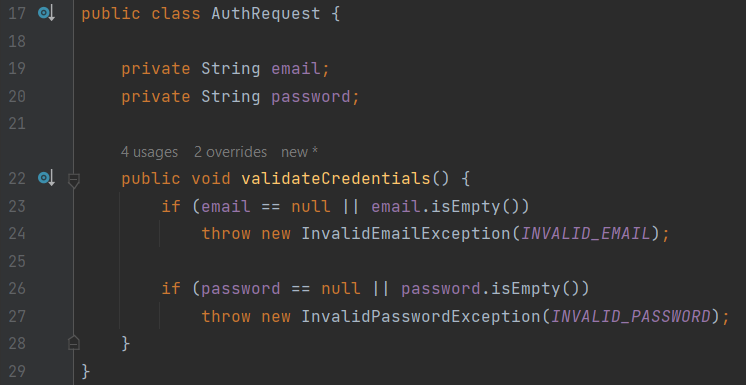 17 public class AuthRequest {
18
19 private String email;
20 private String password;
21
4 usages 2 overrides new *
22 public void validateCredentials() {
23 if (email == null || email.isEmpty())
24 throw new InvalidEmailException(INVALID_EMAIL);
25
26 if (password == null || password.isEmpty())
27 throw new InvalidPasswordException(INVALID_PASSWORD);
28 }
29 }